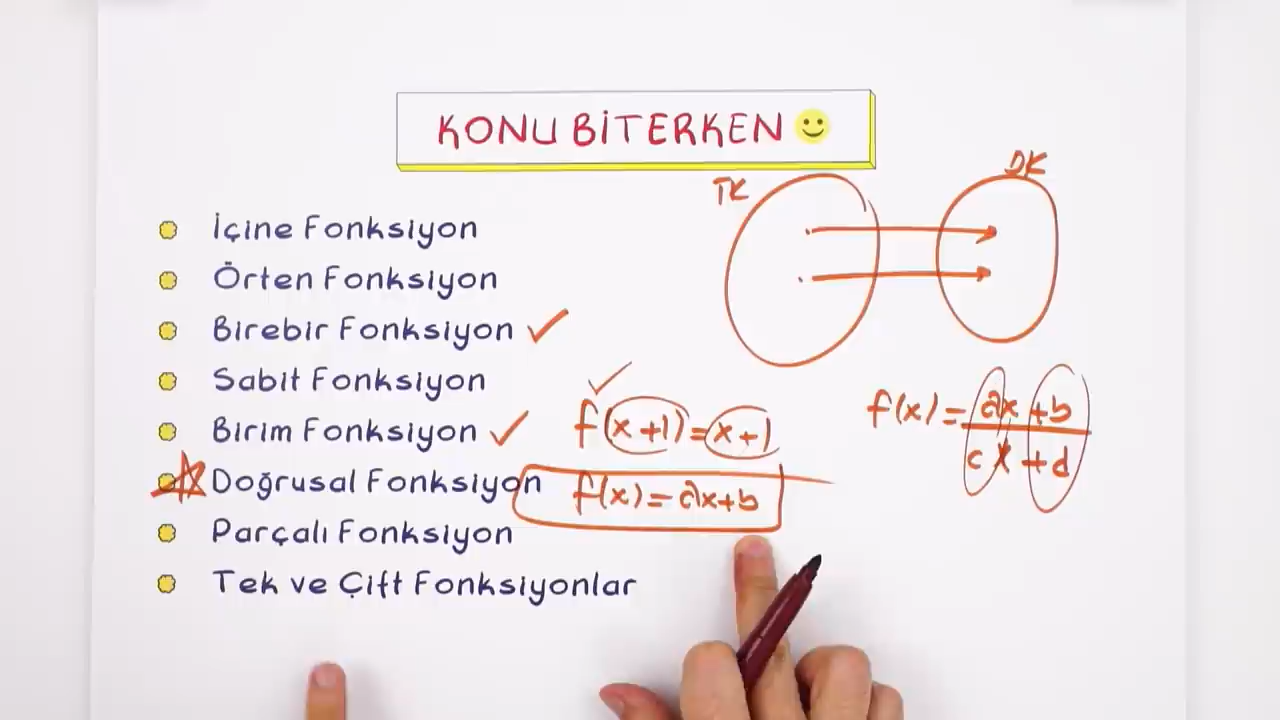 KONU BİTERKEN
TK
DK
İçine Fonksiyon
Örten Fonksiyon
Birebir Fonksiyon
Sabit Fonksiyon
Birim Fonksiyon
f(x+1)=x+1
f(x)=ax+b
cx+d
Doğrusal Fonksiyon
f(x)=ax+b
Parçalı Fonksiyon
Tek ve Çift Fonksiyonlar